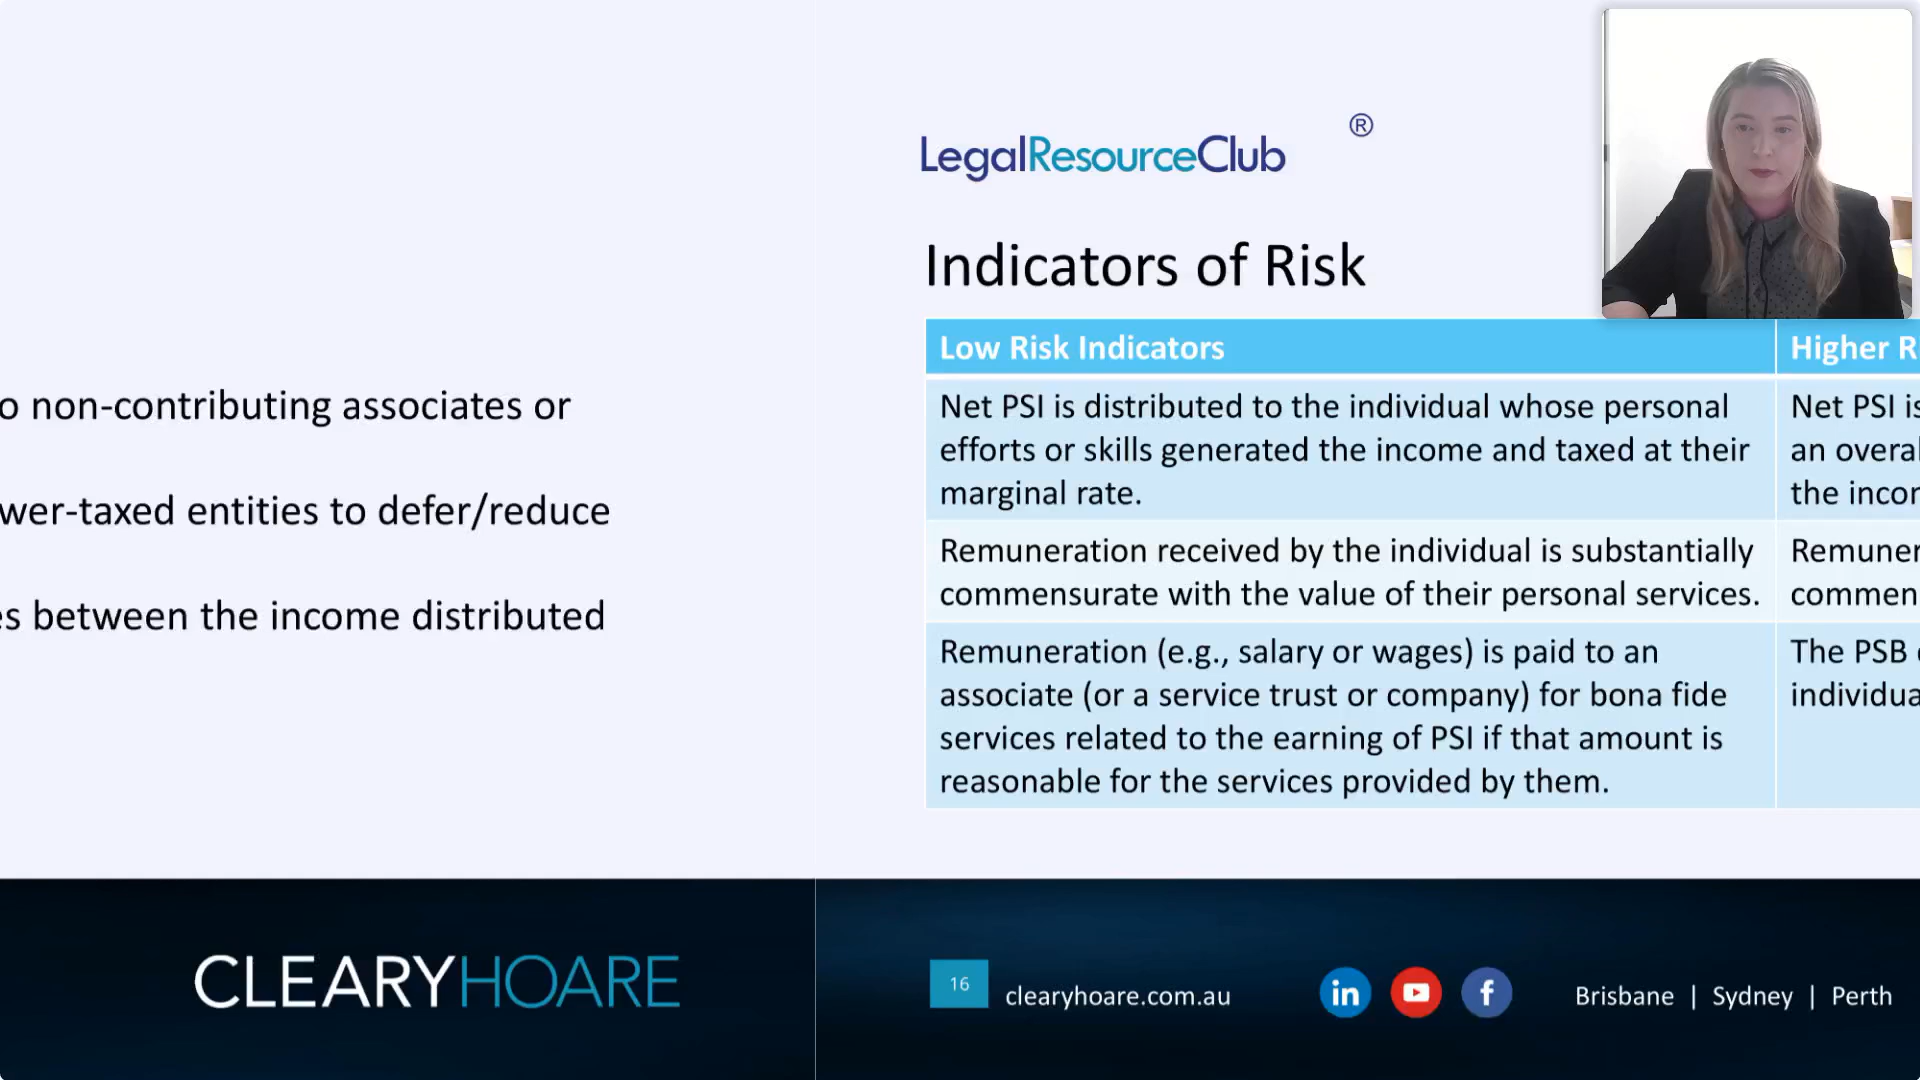 o non-contributing associates or
wer-taxed entities to defer/reduce
es between the income distributed
CLEARYHOARE
LegalResourceClub ®
Indicators of Risk
Low Risk Indicators
Net PSI is distributed to the individual whose personal
efforts or skills generated the income and taxed at their
marginal rate.
Remuneration received by the individual is substantially
commensurate with the value of their personal services.
Remuneration (e.g., salary or wages) is paid to an
associate (or a service trust or company) for bona fide
services related to the earning of PSI if that amount is
reasonable for the services provided by them.
Higher R
Net PSI is
an overal
the incor
Remuner
commen
The PSB
individua
16
clearyhoare.com.au
in
f
Brisbane | Sydney | Perth